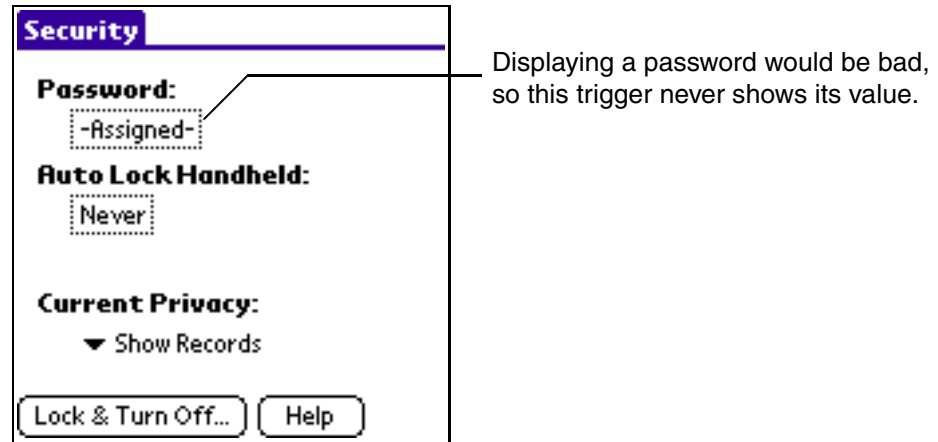 Security
Password:
-Assigned-
Auto Lock Handheld:
Never
Current Privacy:
Show Records
Lock & Turn Off... Help
Displaying a password would be bad,
so this trigger never shows its value.